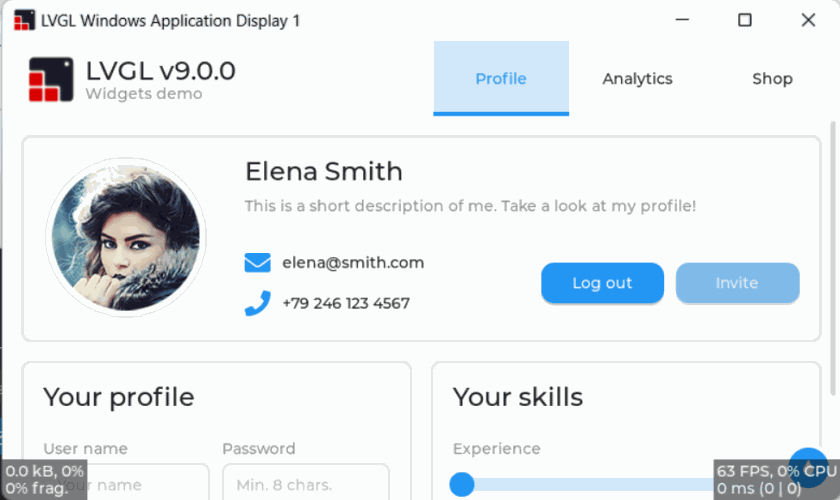 LVGL Windows Application Display 1
LVGL v9.0.0
Widgets demo
Profile
Analytics
Shop
Elena Smith
This is a short description of me. Take a look at my profile!
elena@smith.com
+79 246 123 4567
Log out
Invite
Your profile
User name
Password
name
Min. 8 chars.
Your skills
Experience
0.0 kB, 0%
0% frag.
63 FPS, 0% CPU
0 ms (0 | 0)